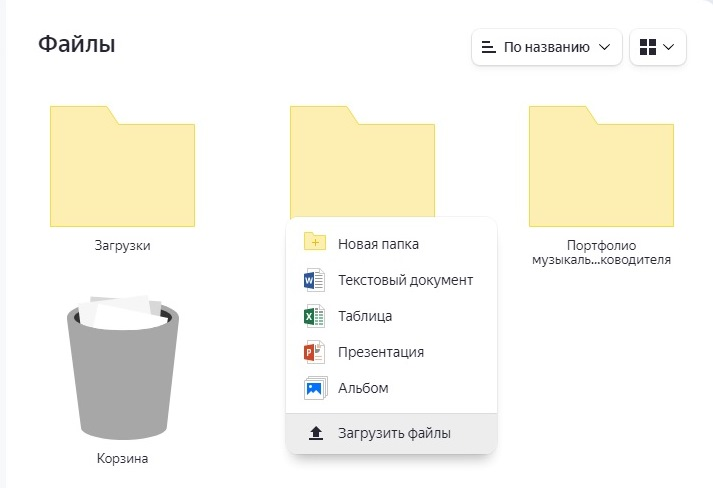 Файлы
По названию
Загрузки
Портфолио
музыкаль...ководителя
Новая папка
Текстовый документ
Таблица
Презентация
Альбом
Загрузить файлы
Корзина